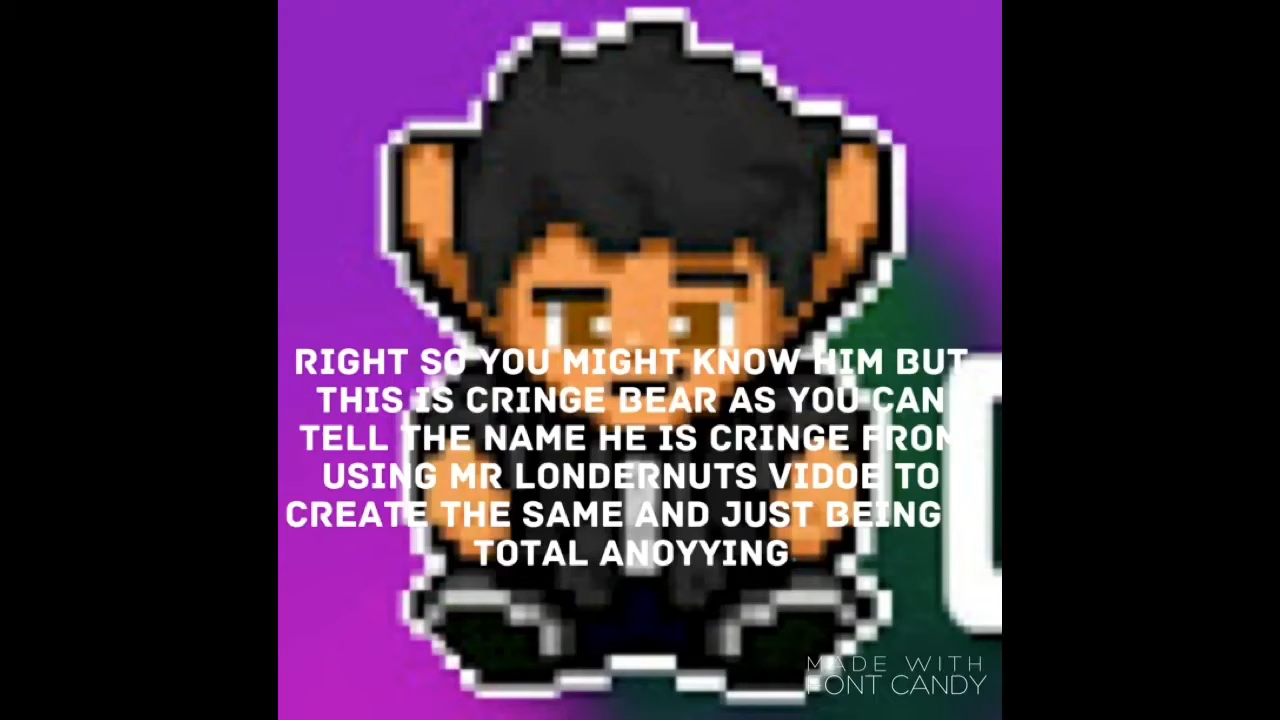 RIGHT SO YOU MIGHT KNOW HIM BUT
THIS IS CRINGE BEAR AS YOU CAN
TELL THE NAME HE IS CRINGE FROM
USING MR LONDERNUTS VIDOE TO
CREATE THE SAME AND JUST BEING
TOTAL ANOYYING
MADE WITH
FONT CANDY